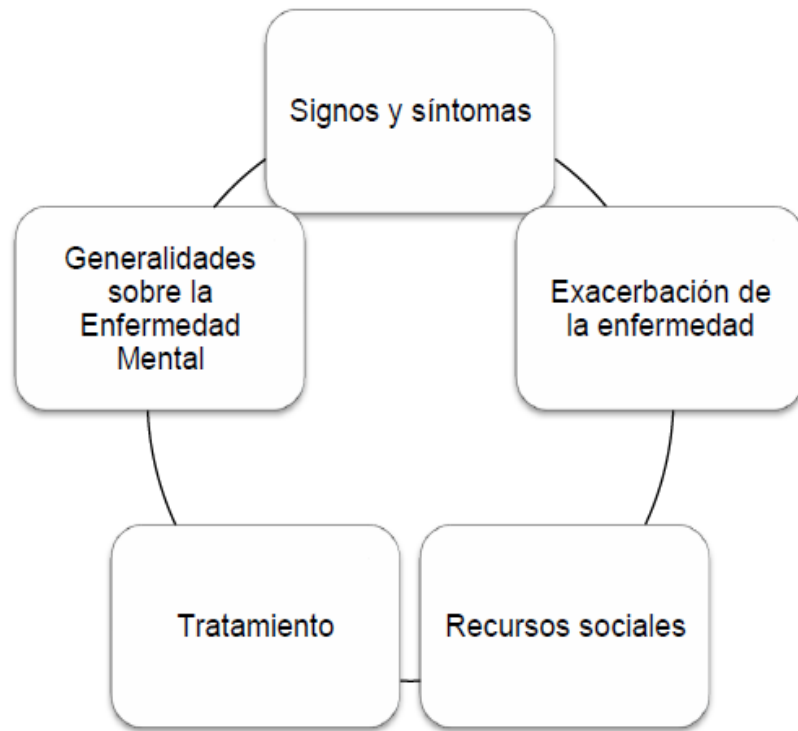 Signos y síntomas
Generalidades
sobre la
Enfermedad
Mental
Exacerbación de
la enfermedad
Tratamiento
Recursos sociales